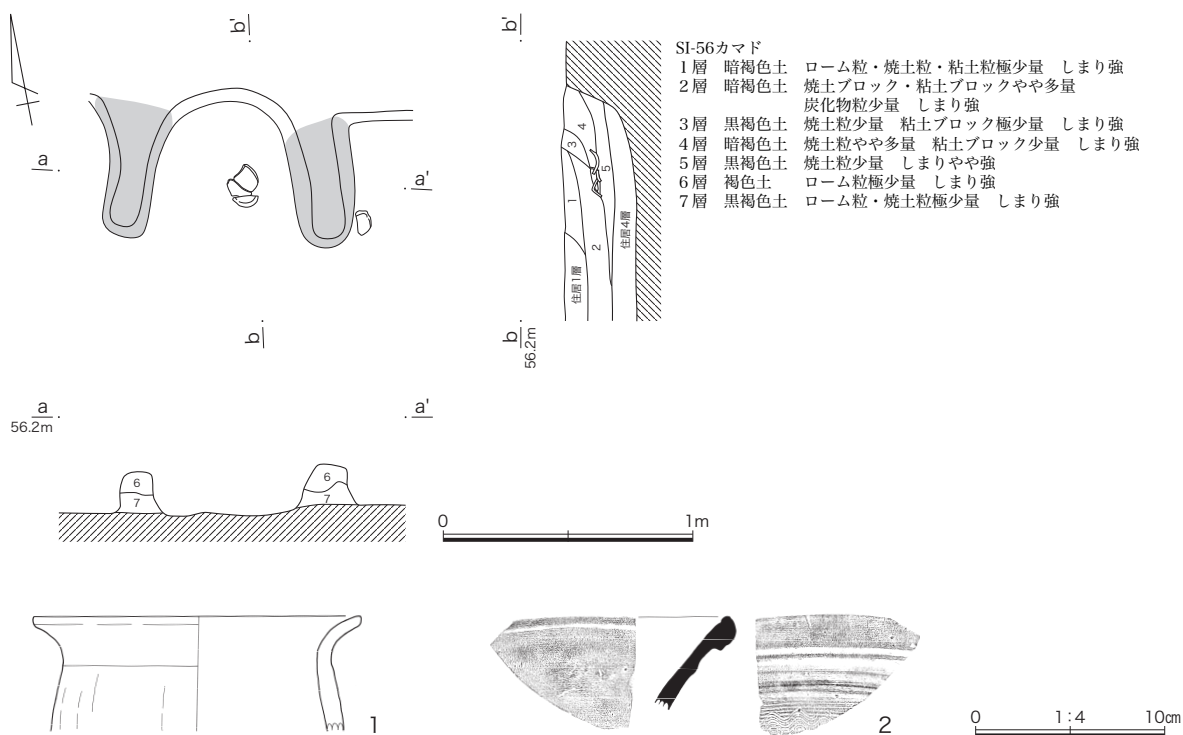 b'
a
a'
b
b'
4
3
5
1
2
住居4層
住居1層
b
56.2m
SI-56カマド
1層　暗褐色土　ローム粒・焼土粒・粘土粒極少量　しまり強
2層　暗褐色土　焼土ブロック・粘土ブロックやや多量
炭化物粒少量　しまり強
3層　黒褐色土　焼土粒少量　粘土ブロック極少量　しまり強
4層　暗褐色土　焼土粒やや多量　粘土ブロック少量　しまり強
5層　黒褐色土　焼土粒少量　しまりやや強
6層　褐色土　　ローム粒極少量　しまり強
7層　黒褐色土　ローム粒・焼土粒極少量　しまり強
a
56.2m
a'
6
7
6
7
0　1m
1
2
0　1:4　10cm